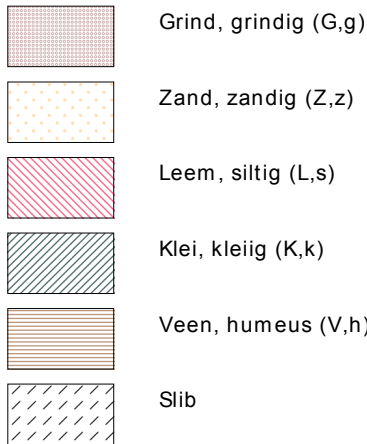 Grind, grindig (G,g)
Zand, zandig (Z,z)
Leem, siltig (L,s)
Klei, kleiig (K,k)
Veen, humeus (V,h)
Slib